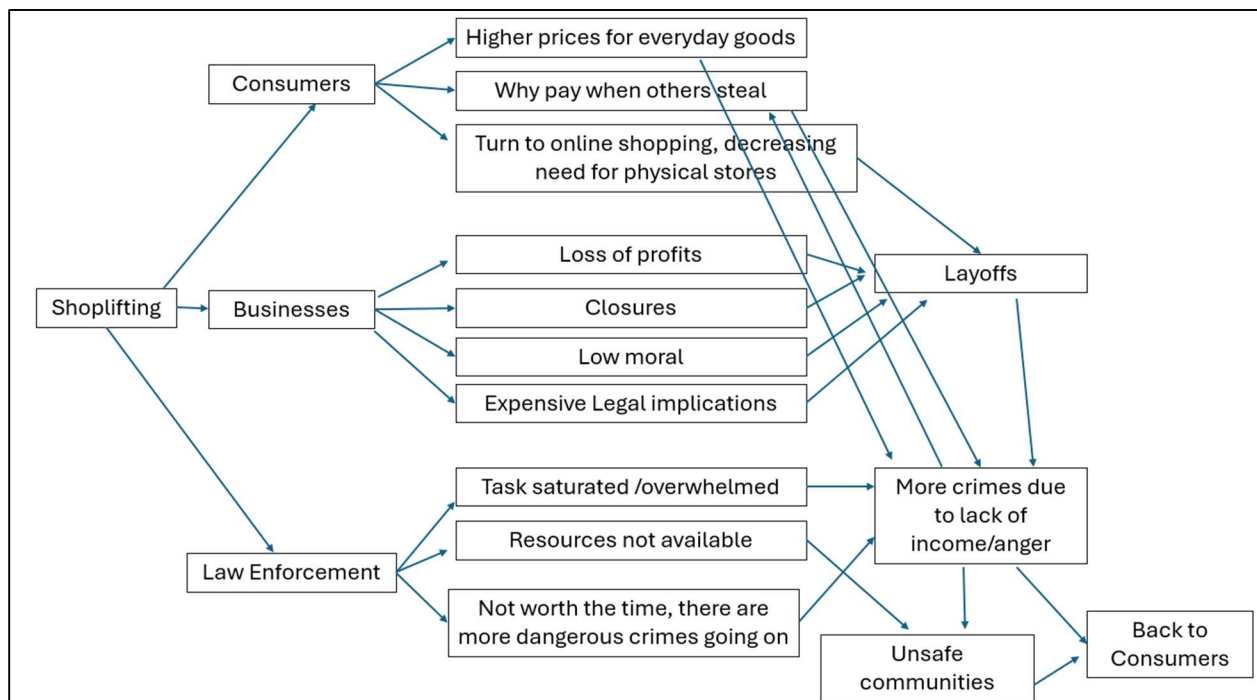 Higher prices for everyday goods
Consumers
Why pay when others steal
Turn to online shopping, decreasing
need for physical stores
Loss of profits
Layoffs
Shoplifting
Businesses
Closures
Low moral
Expensive Legal implications
Task saturated /overwhelmed
More crimes due
to lack of
income/anger
Resources not available
Law Enforcement
Not worth the time, there are
more dangerous crimes going on
Unsafe
communities
Back to
Consumers